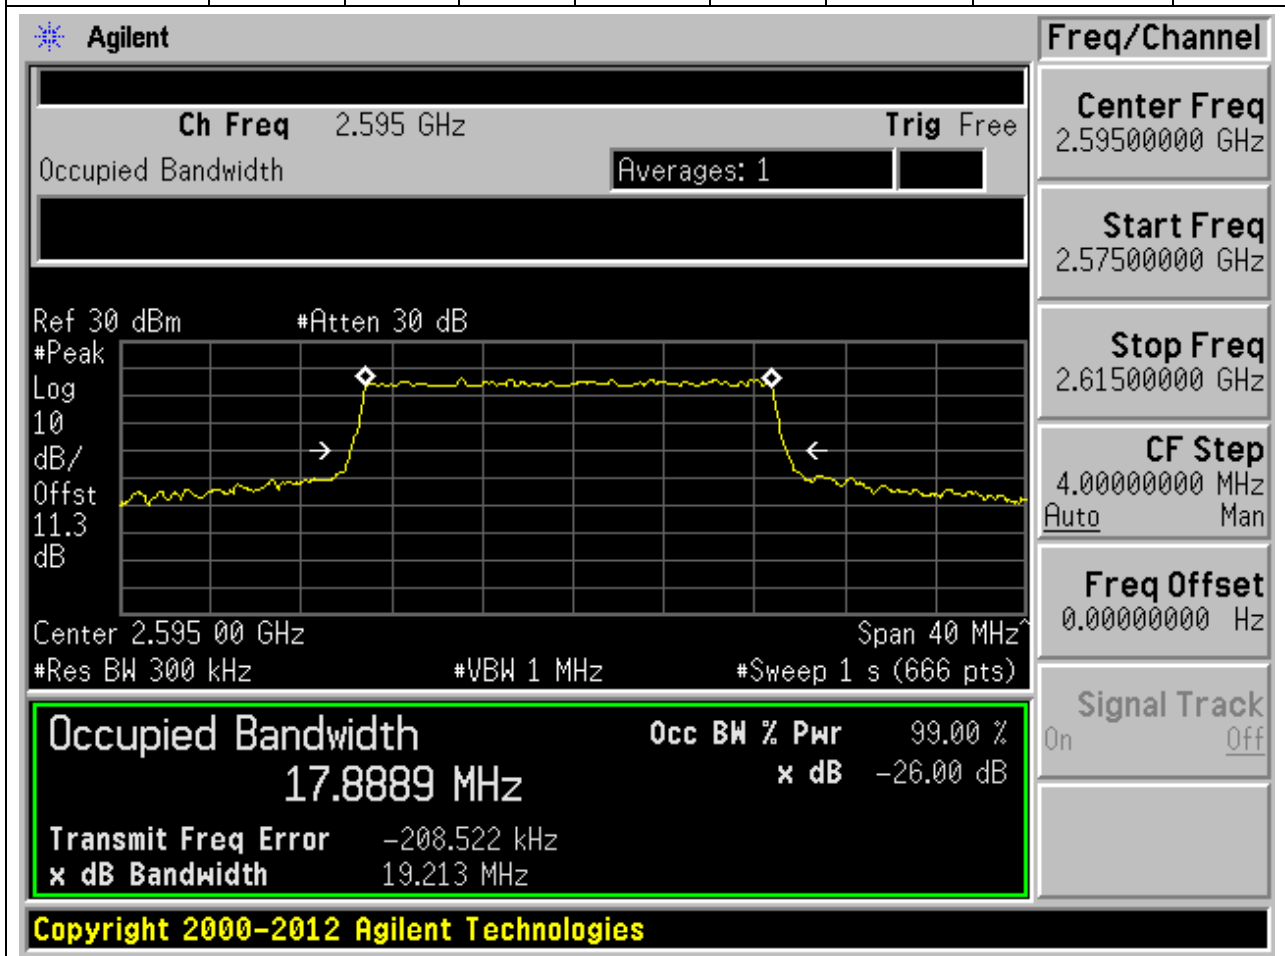 Agilent
Freq/Channel
Ch Freq 2.595 GHz Trig Free
Occupied Bandwidth Averages: 1
Center Freq
2.59500000 GHz
Start Freq
2.57500000 GHz
Stop Freq
2.61500000 GHz
CF Step
4.00000000 MHz
Auto Man
Freq Offset
0.00000000 Hz
Signal Track
On Off
Ref 30 dBm #Atten 30 dB
#Peak
Log
10
dB/
Offst
11.3
dB
Center 2.595 00 GHz Span 40 MHz^
#Res BW 300 kHz #VBW 1 MHz #Sweep 1 s (666 pts)
Occupied Bandwidth
17.8889 MHz
Occ BW % Pwr 99.00 %
x dB -26.00 dB
Transmit Freq Error -208.522 kHz
x dB Bandwidth 19.213 MHz
Copyright 2000-2012 Agilent Technologies